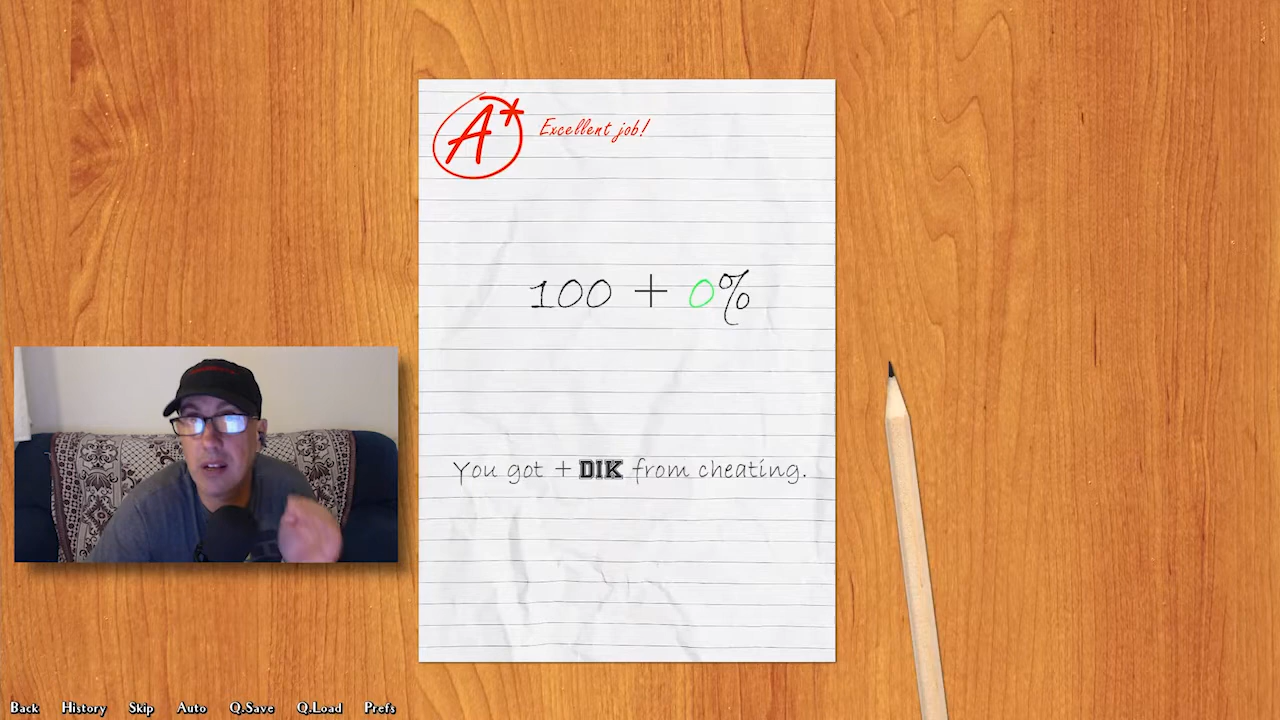 A+
Excellent job!
100 + 0%
You got + DIK from cheating.
Back History Skip Auto Q.Save Q.Load Prefs